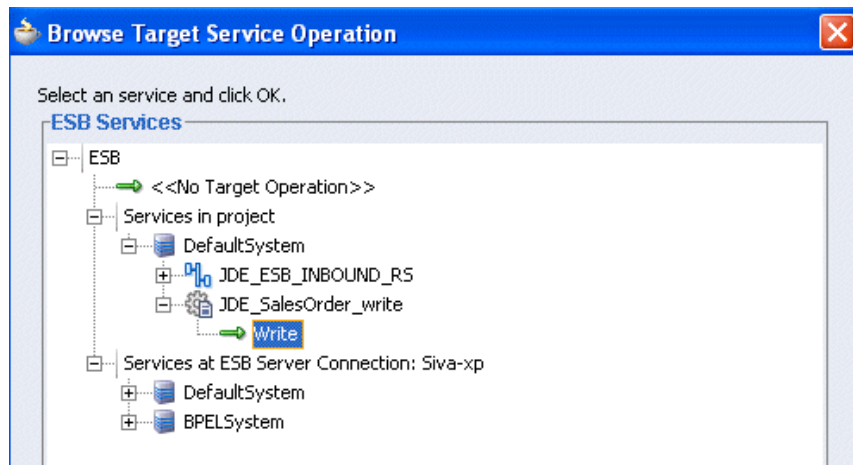 Browse Target Service Operation
Select an service and click OK.
ESB Services
ESB
<<No Target Operation>>
Services in project
DefaultSystem
JDE_ESB_INBOUND_RS
JDE_SalesOrder_write
Write
Services at ESB Server Connection: Siva-xp
DefaultSystem
BPELSystem